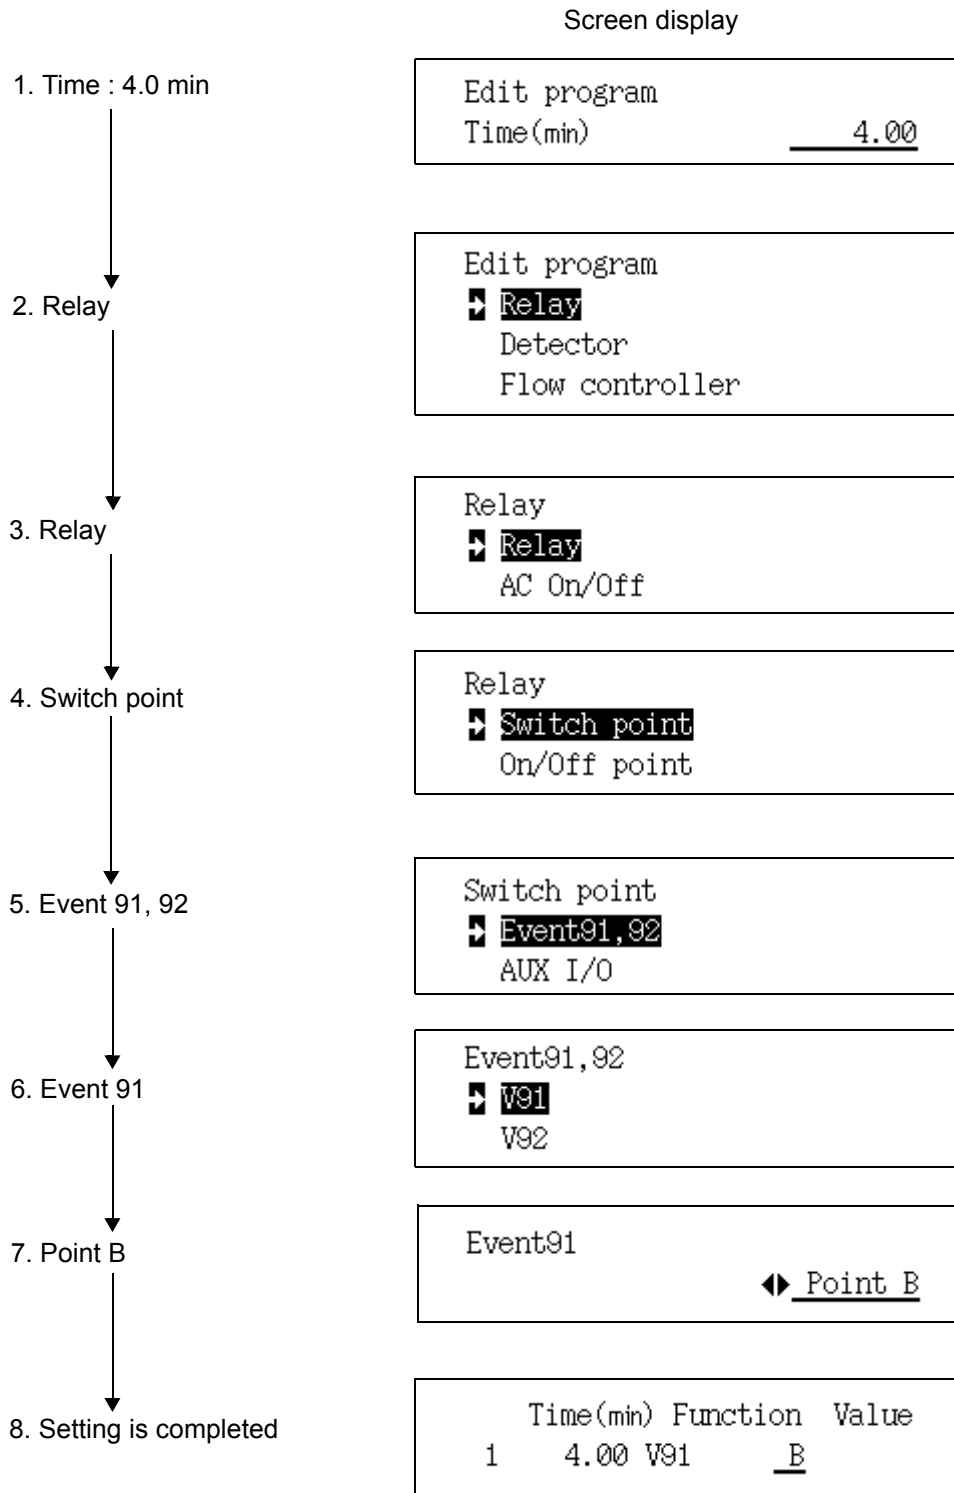 Screen display
1. Time : 4.0 min
Edit program
Time(min) 4.00
2. Relay
Edit program
Relay
Detector
Flow controller
3. Relay
Relay
Relay
AC On/Off
4. Switch point
Relay
Switch point
On/Off point
5. Event 91, 92
Switch point
Event91,92
AUX I/O
6. Event 91
Event91,92
V91
V92
7. Point B
Event91
Point B
8. Setting is completed
Time(min) Function Value
1 4.00 V91 B